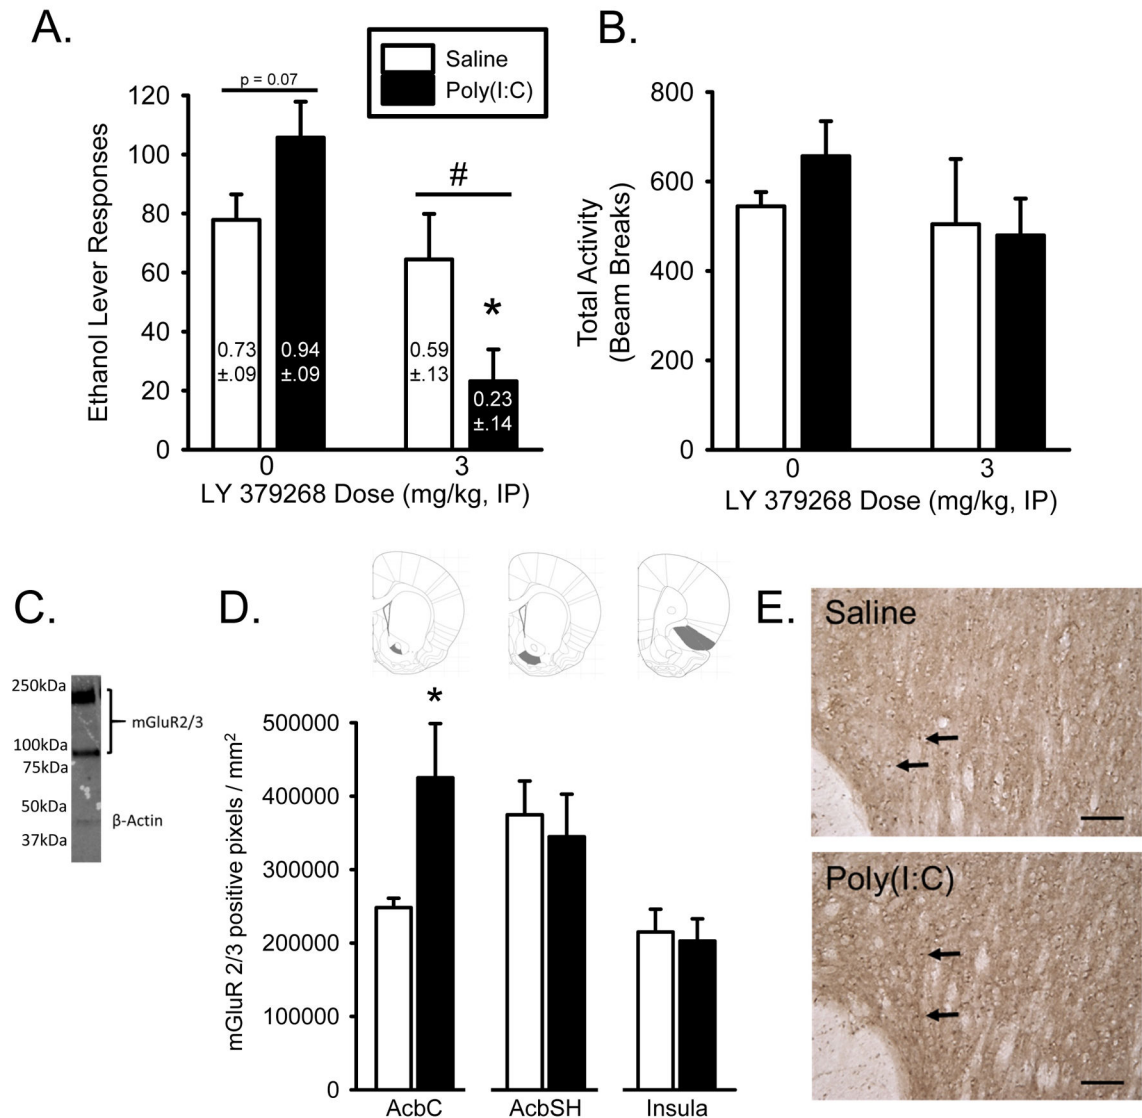 A.
Saline
Poly(I:C)
p = 0.07
120
100
80
60
40
20
0
Ethanol Lever Responses
#
*
0.73
±.09
0.94
±.09
0.59
±.13
0.23
±.14
0
3
LY 379268 Dose (mg/kg, IP)
B.
800
600
400
200
0
Total Activity
(Beam Breaks)
0
3
LY 379268 Dose (mg/kg, IP)
C.
250kDa
100kDa
75kDa
50kDa
37kDa
mGluR2/3
β-Actin
D.
*
500000
400000
300000
200000
100000
0
mGluR 2/3 positive pixels / mm²
AcbC
AcbSH
Insula
E.
Saline
Poly(I:C)